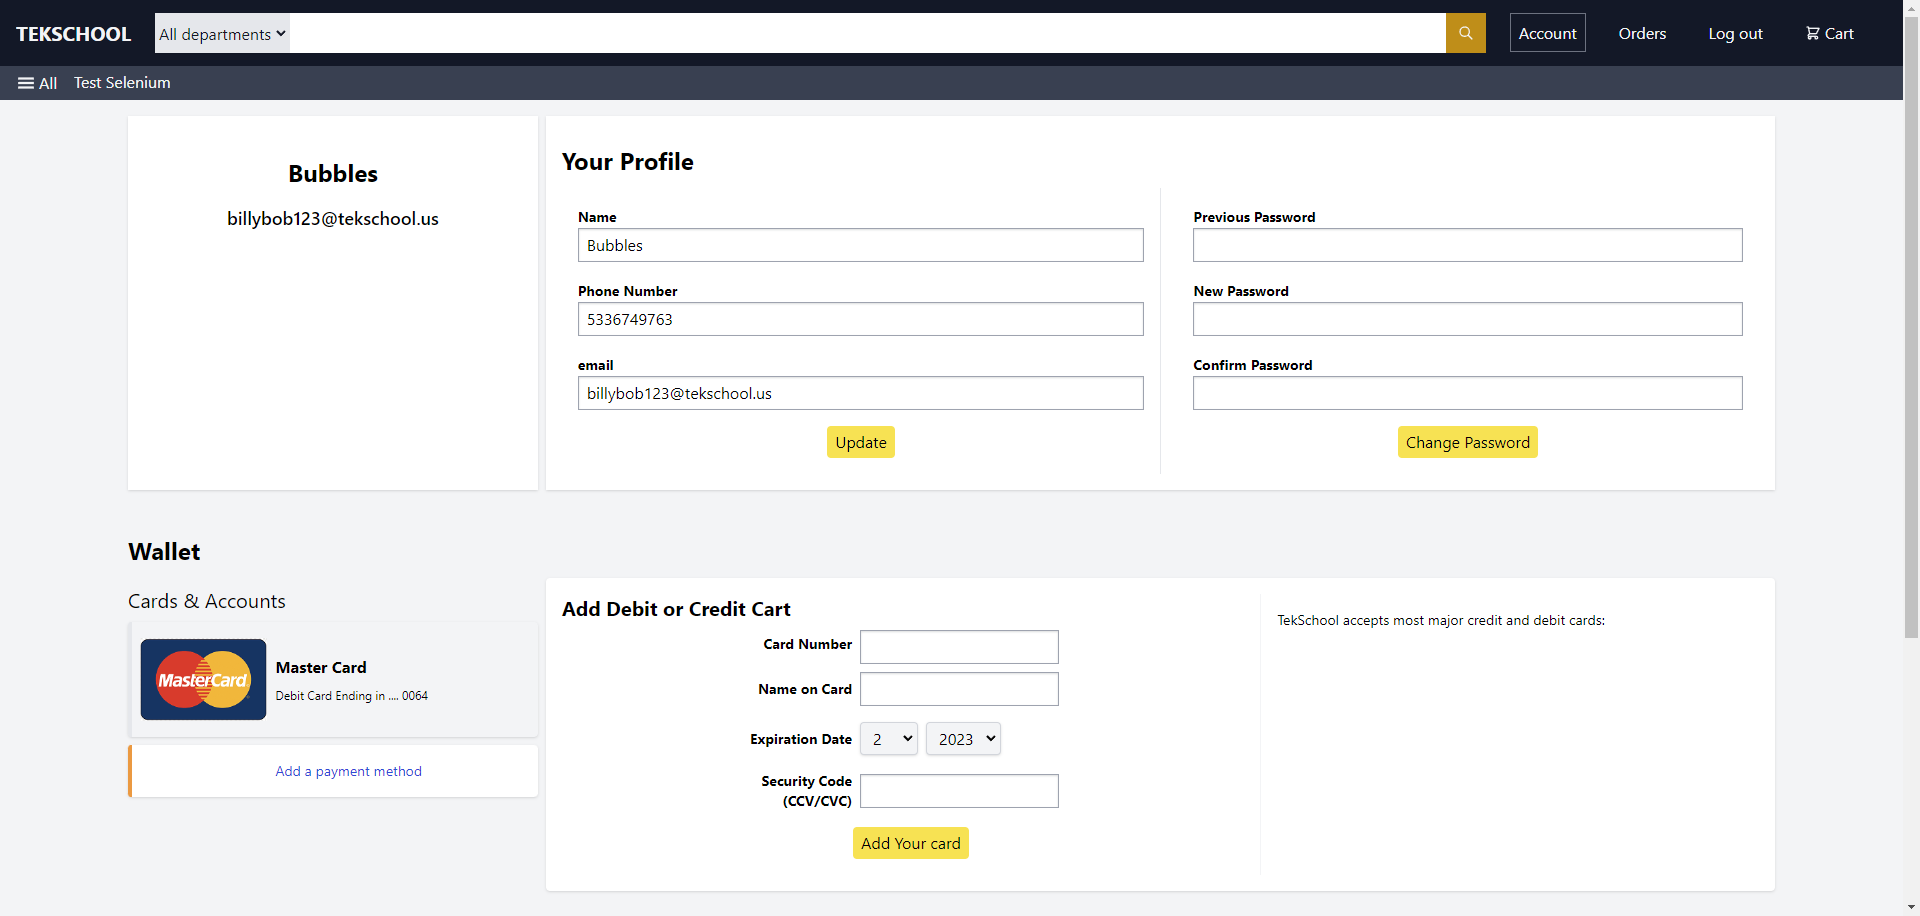 TEKSCHOOL
All departments
Account
Orders
Log out
Cart
All
Test Selenium
Bubbles
billybob123@tekschool.us
Your Profile
Name
Bubbles
Phone Number
5336749763
email
billybob123@tekschool.us
Update
Previous Password
New Password
Confirm Password
Change Password
Wallet
Cards & Accounts
MasterCard
Master Card
Debit Card Ending in .... 0064
Add a payment method
Add Debit or Credit Cart
Card Number
Name on Card
Expiration Date
2
2023
Security Code
(CCV/CVC)
Add Your card
TekSchool accepts most major credit and debit cards: